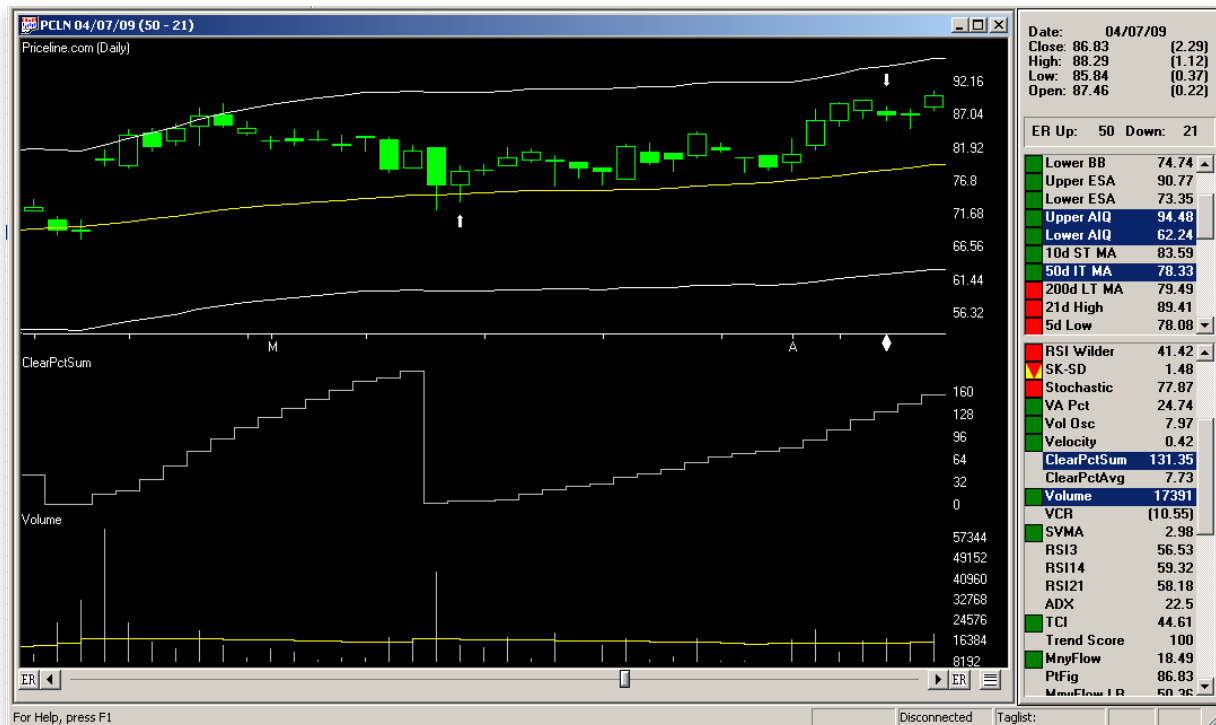 PCLN 04/07/09 (50 - 21)
Priceline.com (Daily)
92.16
87.04
81.92
76.8
71.68
66.56
61.44
56.32
M A
ClearPctSum
160
128
96
64
32
0
Volume
57344
49152
40960
32768
24576
16384
8192
ER ER
For Help, press F1
Disconnected Taglist:
Date: 04/07/09
Close: 86.83 (2.29)
High: 88.29 (1.12)
Low: 85.84 (0.37)
Open: 87.46 (0.22)
ER Up: 50 Down: 21
Lower BB 74.74
Upper ESA 90.77
Lower ESA 73.35
Upper AIQ 94.48
Lower AIQ 62.24
10d ST MA 83.59
50d IT MA 78.33
200d LT MA 79.49
21d High 89.41
5d Low 78.08
RSI Wilder 41.42
SK-SD 1.48
Stochastic 77.87
VA Pct 24.74
Vol Osc 7.97
Velocity 0.42
ClearPctSum 131.35
ClearPctAvg 7.73
Volume 17391
VCR (10.55)
SVMA 2.98
RSI3 56.53
RSI14 59.32
RSI21 58.18
ADX 22.5
TCI 44.61
Trend Score 100
MnyFlow 18.49
PtFig 86.83
MnyFlow LR 50.36